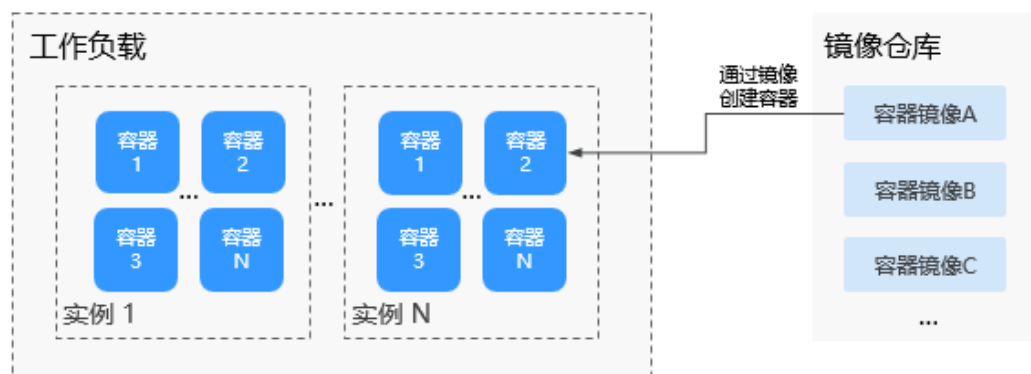 工作负载
容器
1
容器
2
...
容器
3
容器
N
实例 1
...
容器
1
容器
2
...
容器
3
容器
N
实例 N
通过镜像
创建容器
镜像仓库
容器镜像A
容器镜像B
容器镜像C
...